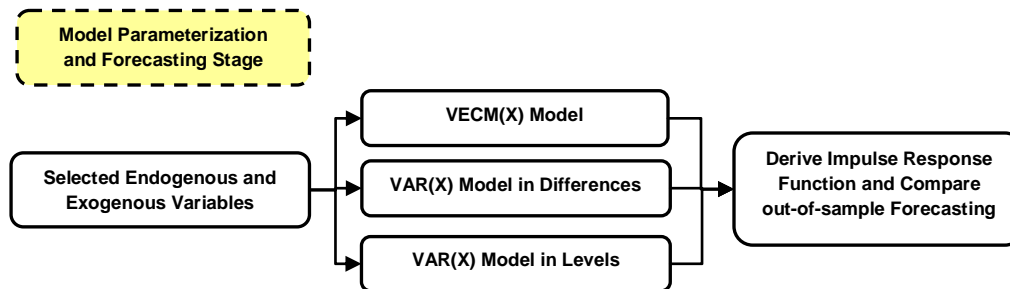 Model Parameterization
and Forecasting Stage
VECM(X) Model
Selected Endogenous and
Exogenous Variables
VAR(X) Model in Differences
VAR(X) Model in Levels
Derive Impulse Response
Function and Compare
out-of-sample Forecasting